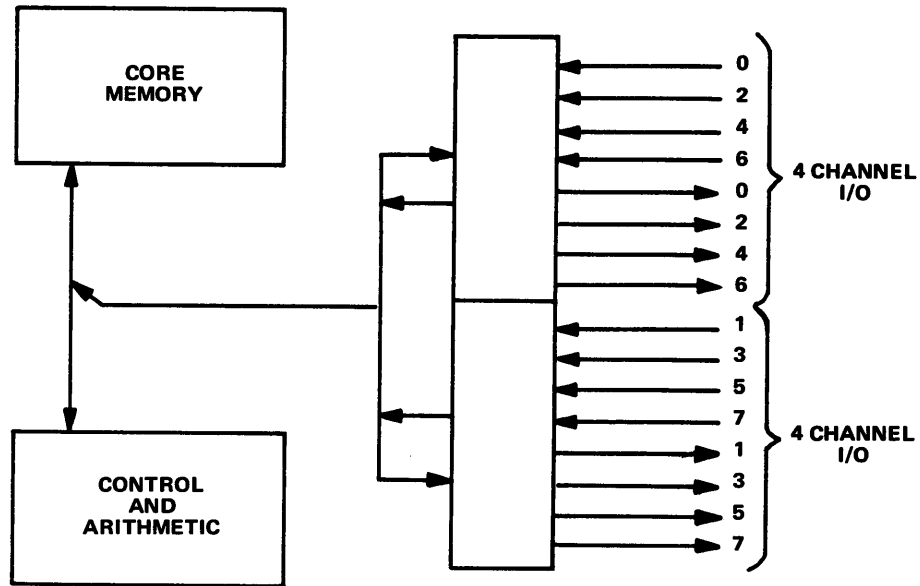 CORE
MEMORY
0
2
4
6
0
2
4
6
4 CHANNEL
I/O
1
3
5
7
1
3
5
7
4 CHANNEL
I/O
CONTROL
AND
ARITHMETIC